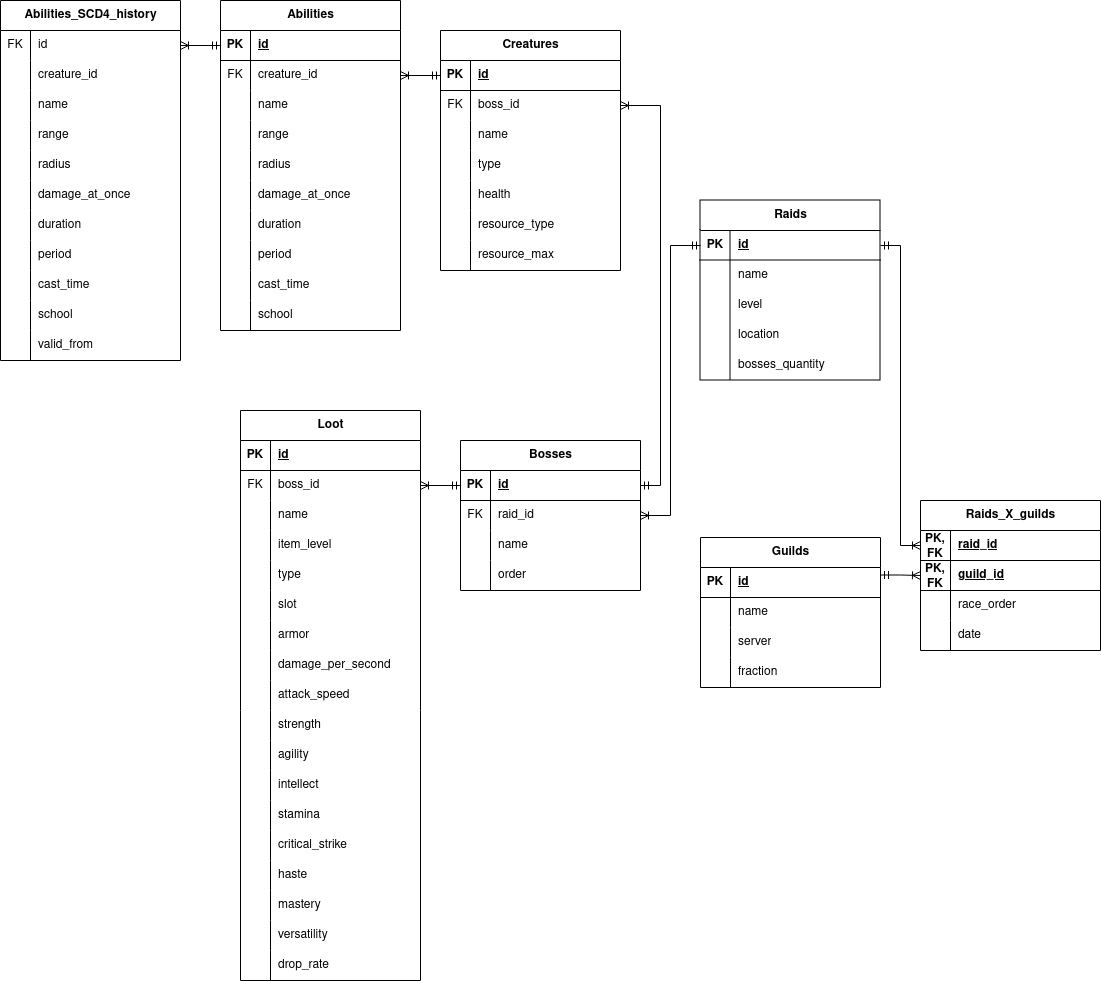 Abilities_SCD4_history
FK id
creature_id
name
range
radius
damage_at_once
duration
period
cast_time
school
valid_from
Abilities
PK id
FK creature_id
name
range
radius
damage_at_once
duration
period
cast_time
school
Creatures
PK id
FK boss_id
name
type
health
resource_type
resource_max
Raids
PK id
name
level
location
bosses_quantity
Loot
PK id
FK boss_id
name
item_level
type
slot
armor
damage_per_second
attack_speed
strength
agility
intellect
stamina
critical_strike
haste
mastery
versatility
drop_rate
Bosses
PK id
FK raid_id
name
order
Guilds
PK id
name
server
fraction
Raids_X_guilds
PK,
FK raid_id
PK,
FK guild_id
race_order
date